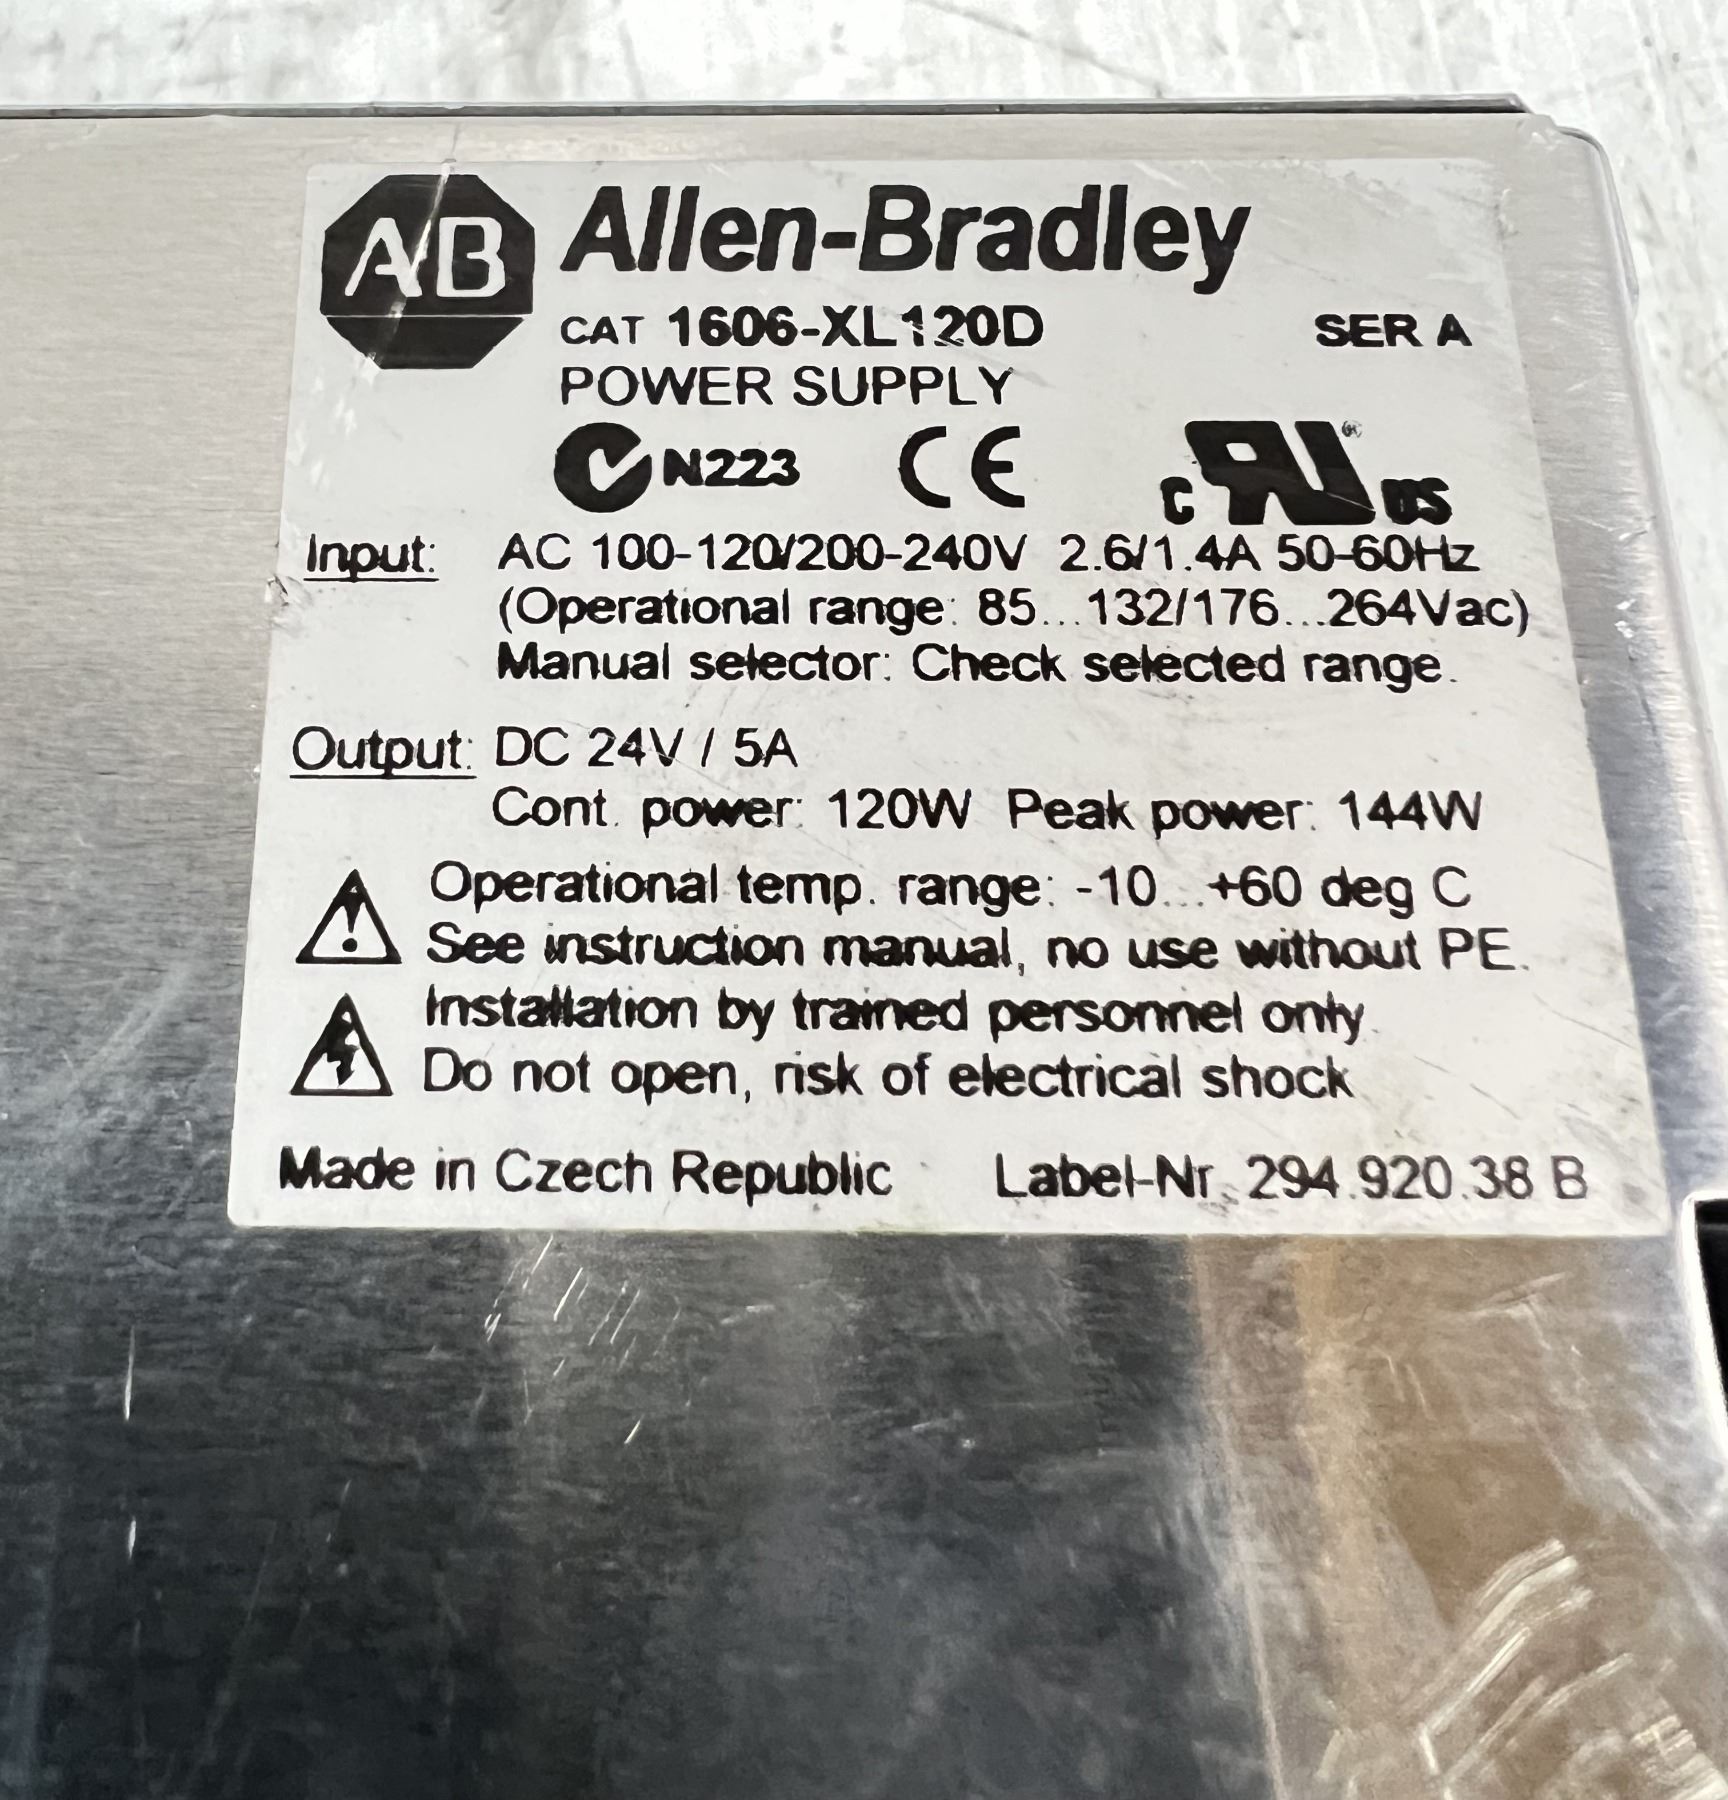 AB Allen-Bradley
CAT 1606-XL120D SER A
POWER SUPPLY
N223 CE c RU ® US
Input: AC 100-120/200-240V 2.6/1.4A 50-60Hz
(Operational range: 85...132/176...264Vac)
Manual selector: Check selected range.
Output: DC 24V / 5A
Cont. power: 120W Peak power: 144W
Operational temp. range: -10...+60 deg C
See instruction manual, no use without PE.
Installation by trained personnel only.
Do not open, risk of electrical shock
Made in Czech Republic Label-Nr. 294.920.38 B